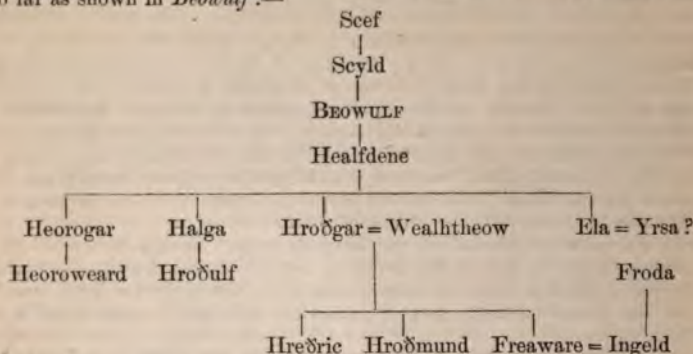 so far as shown in Beowulf :—
Scef
Scyld
BEOWULF
Healfdene
Heorogar Halga Hroðgar = Wealhtheow Ela = Yrsa ?
Heoroweard Hroðulf Froda
Hreðric Hroðmund Freaware = Ingeld